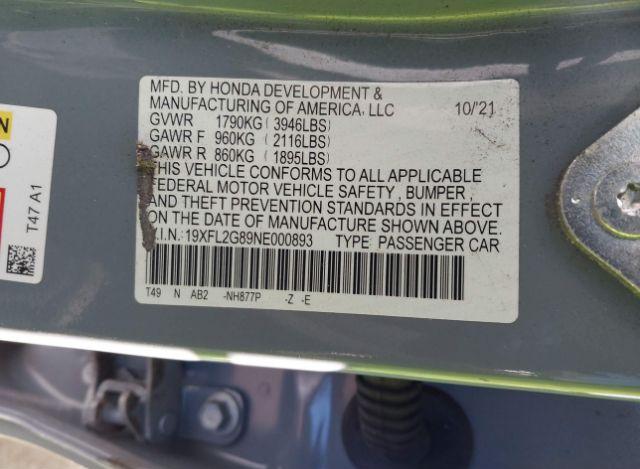 MFD. BY HONDA DEVELOPMENT &
MANUFACTURING OF AMERICA, LLC 10/'21
GVWR 1790KG (3946LBS)
GAWR F 960KG (2116LBS)
GAWR R 860KG (1895LBS)
THIS VEHICLE CONFORMS TO ALL APPLICABLE
FEDERAL MOTOR VEHICLE SAFETY , BUMPER ,
AND THEFT PREVENTION STANDARDS IN EFFECT
ON THE DATE OF MANUFACTURE SHOWN ABOVE.
V.I.N.: 19XFL2G89NE000893 TYPE: PASSENGER CAR
T49 N AB2 -NH877P -Z -E
T47 A1